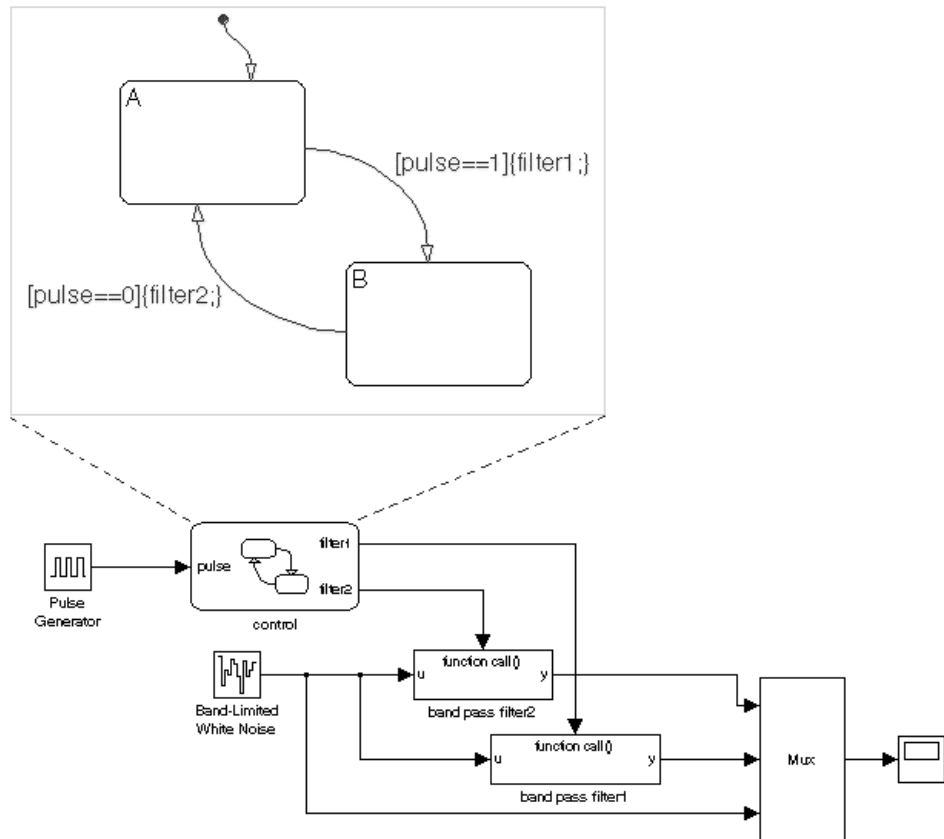 A
[pulse==1]{filter1;}
B
[pulse==0]{filter2;}
pulse
filter1
filter2
Pulse
Generator
control
function call()
u
y
band pass filter2
Band-Limited
White Noise
function call()
u
y
band pass filter1
Mux